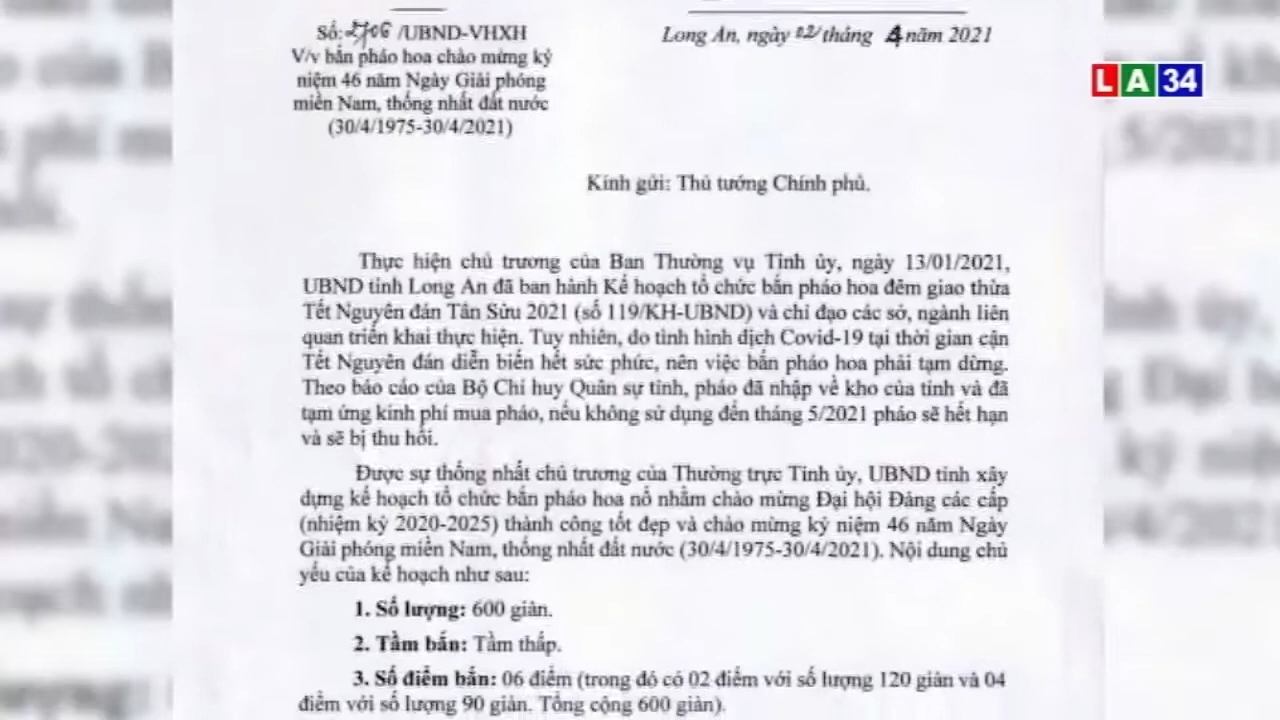 Số: 2706 /UBND-VHXH
V/v bắn pháo hoa chào mừng kỷ
niệm 46 năm Ngày Giải phóng
miền Nam, thống nhất đất nước
(30/4/1975-30/4/2021)
Long An, ngày 02 tháng 4 năm 2021
LA34
Kính gửi: Thủ tướng Chính phủ.
Thực hiện chủ trương của Ban Thường vụ Tỉnh ủy, ngày 13/01/2021,
UBND tỉnh Long An đã ban hành Kế hoạch tổ chức bắn pháo hoa đêm giao thừa
Tết Nguyên đán Tân Sửu 2021 (số 119/KH-UBND) và chỉ đạo các sở, ngành liên
quan triển khai thực hiện. Tuy nhiên, do tình hình dịch Covid-19 tại thời gian cận
Tết Nguyên đán diễn biến hết sức phức, nên việc bắn pháo hoa phải tạm dừng.
Theo báo cáo của Bộ Chỉ huy Quân sự tỉnh, pháo đã nhập về kho của tỉnh và đã
tạm ứng kinh phí mua pháo, nếu không sử dụng đến tháng 5/2021 pháo sẽ hết hạn
và sẽ bị thu hồi.
Được sự thống nhất chủ trương của Thường trực Tỉnh ủy, UBND tỉnh xây
dựng kế hoạch tổ chức bắn pháo hoa nổ nhằm chào mừng Đại hội Đảng các cấp
(nhiệm kỳ 2020-2025) thành công tốt đẹp và chào mừng kỷ niệm 46 năm Ngày
Giải phóng miền Nam, thống nhất đất nước (30/4/1975-30/4/2021). Nội dung chủ
yếu của kế hoạch như sau:
1. Số lượng: 600 giàn.
2. Tầm bắn: Tầm thấp.
3. Số điểm bắn: 06 điểm (trong đó có 02 điểm với số lượng 120 giàn và 04
điểm với số lượng 90 giàn. Tổng cộng 600 giàn).